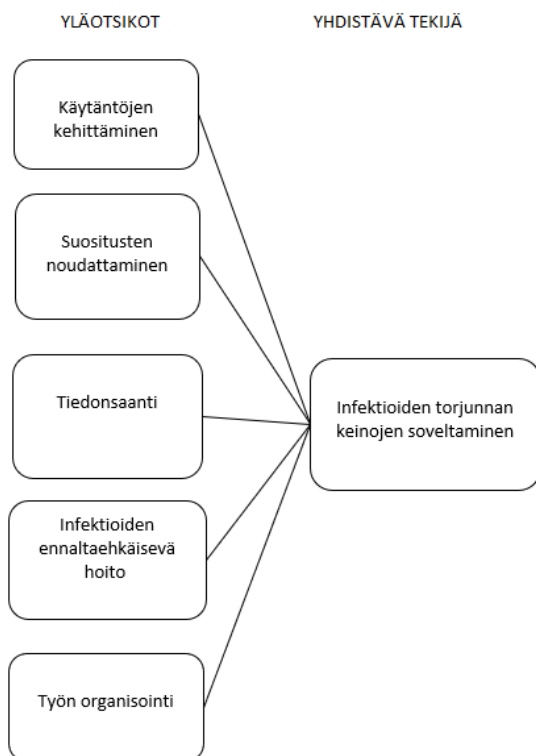 YLÄOTSIKOT
YHDISTÄVÄ TEKIJÄ
Käytäntöjen
kehittäminen
Suositusten
noudattaminen
Tiedonsaanti
Infektioiden torjunnan
keinojen soveltaminen
Infektioiden
ennaltaehkäisevä
hoito
Työn organisointi